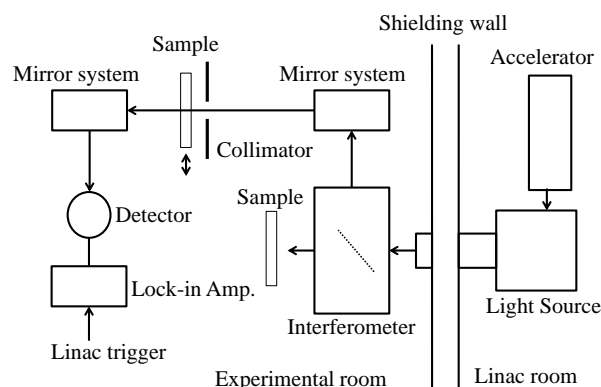 Shielding wall
Sample
Accelerator
Mirror system
Mirror system
Collimator
Sample
Detector
Lock-in Amp.
Interferometer
Light Source
Linac trigger
Experimental room
Linac room